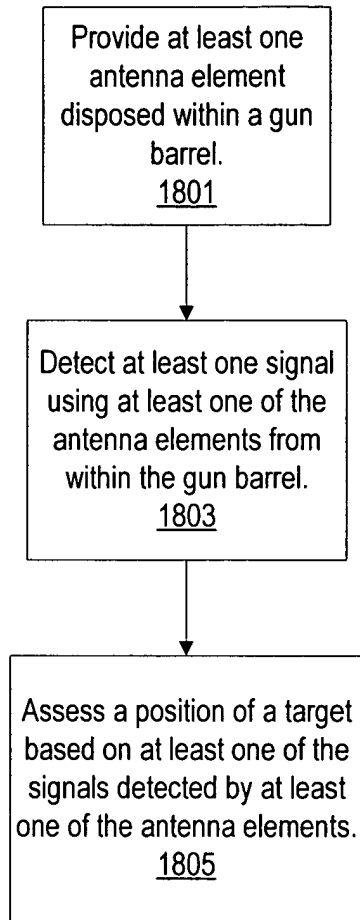 Provide at least one
antenna element
disposed within a gun
barrel.
1801
Detect at least one signal
using at least one of the
antenna elements from
within the gun barrel.
1803
Assess a position of a target
based on at least one of the
signals detected by at least
one of the antenna elements.
1805